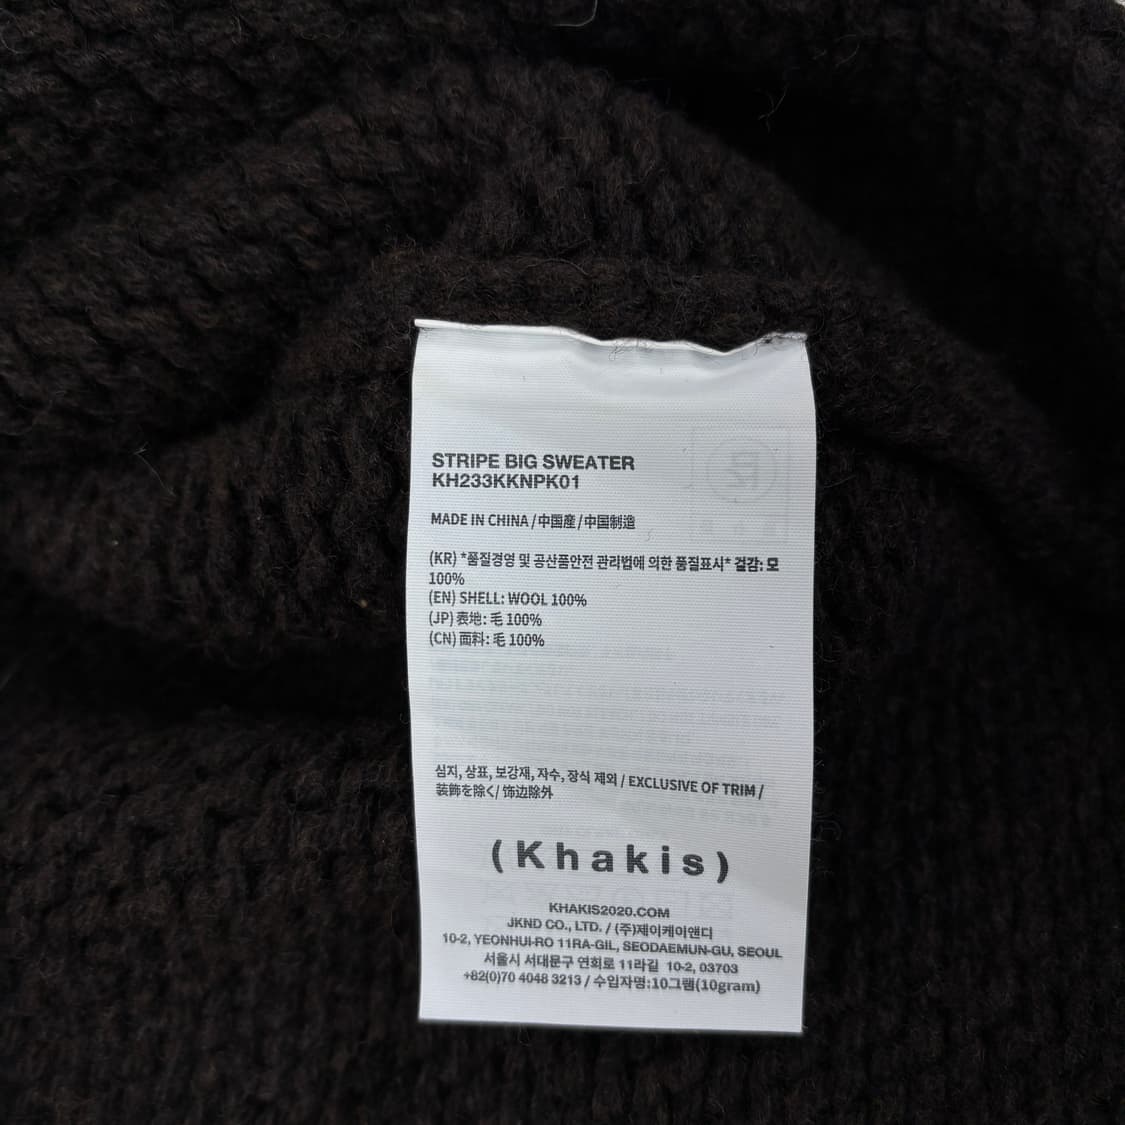 STRIPE BIG SWEATER
KH233KKNPK01
MADE IN CHINA / 中国産 / 中国制造
(KR) *품질경영 및 공산품안전 관리법에 의한 품질표시* 겉감: 모
100%
(EN) SHELL: WOOL 100%
(JP) 表地: 毛 100%
(CN) 面料: 毛 100%
심지, 상표, 보강재, 자수, 장식 제외 / EXCLUSIVE OF TRIM /
装飾を除く/ 饰边除外
(Khakis)
KHAKIS2020.COM
JKND CO., LTD. / (주)제이케이앤디
10-2, YEONHUI-RO 11RA-GIL, SEODAEMUN-GU, SEOUL
서울시 서대문구 연희로 11라길 10-2, 03703
+82(0)70 4048 3213 / 수입자명:10그램(10gram)